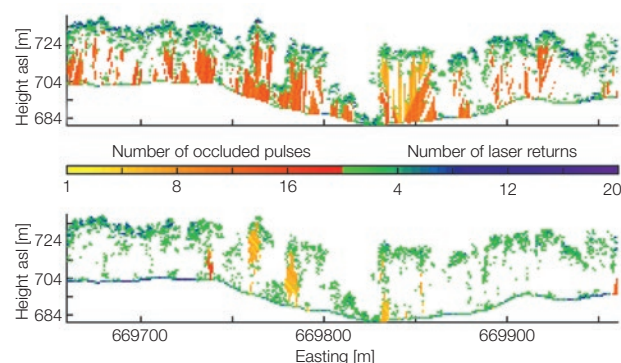 Height asl [m]
724
704
684
Number of occluded pulses Number of laser returns
1 8 16 4 12 20
Height asl [m]
724
704
684
669700 669800 669900
Easting [m]